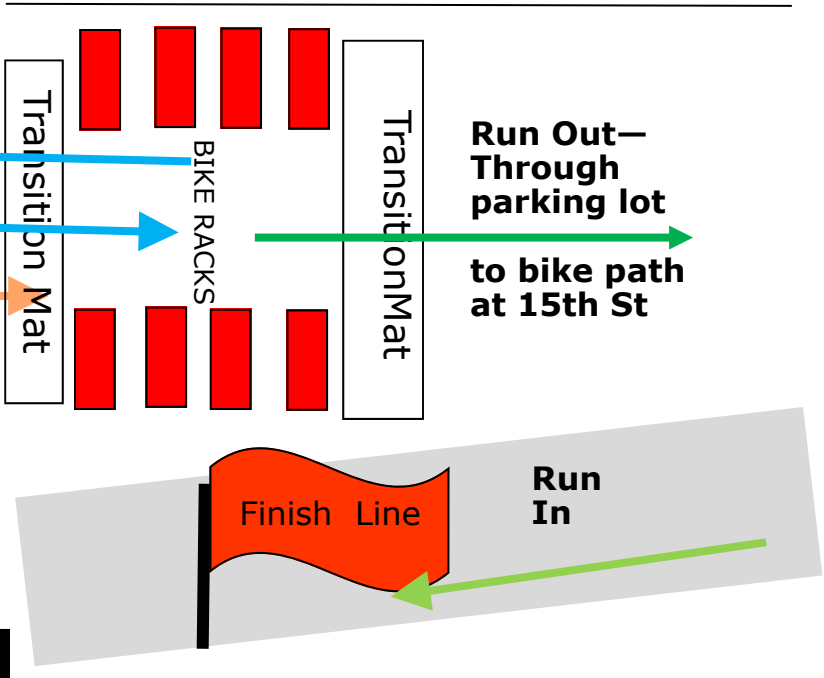 Transition Mat
BIKE RACKS
TransitionMat
Run Out—
Through
parking lot
to bike path
at 15th St
Finish Line
Run
In